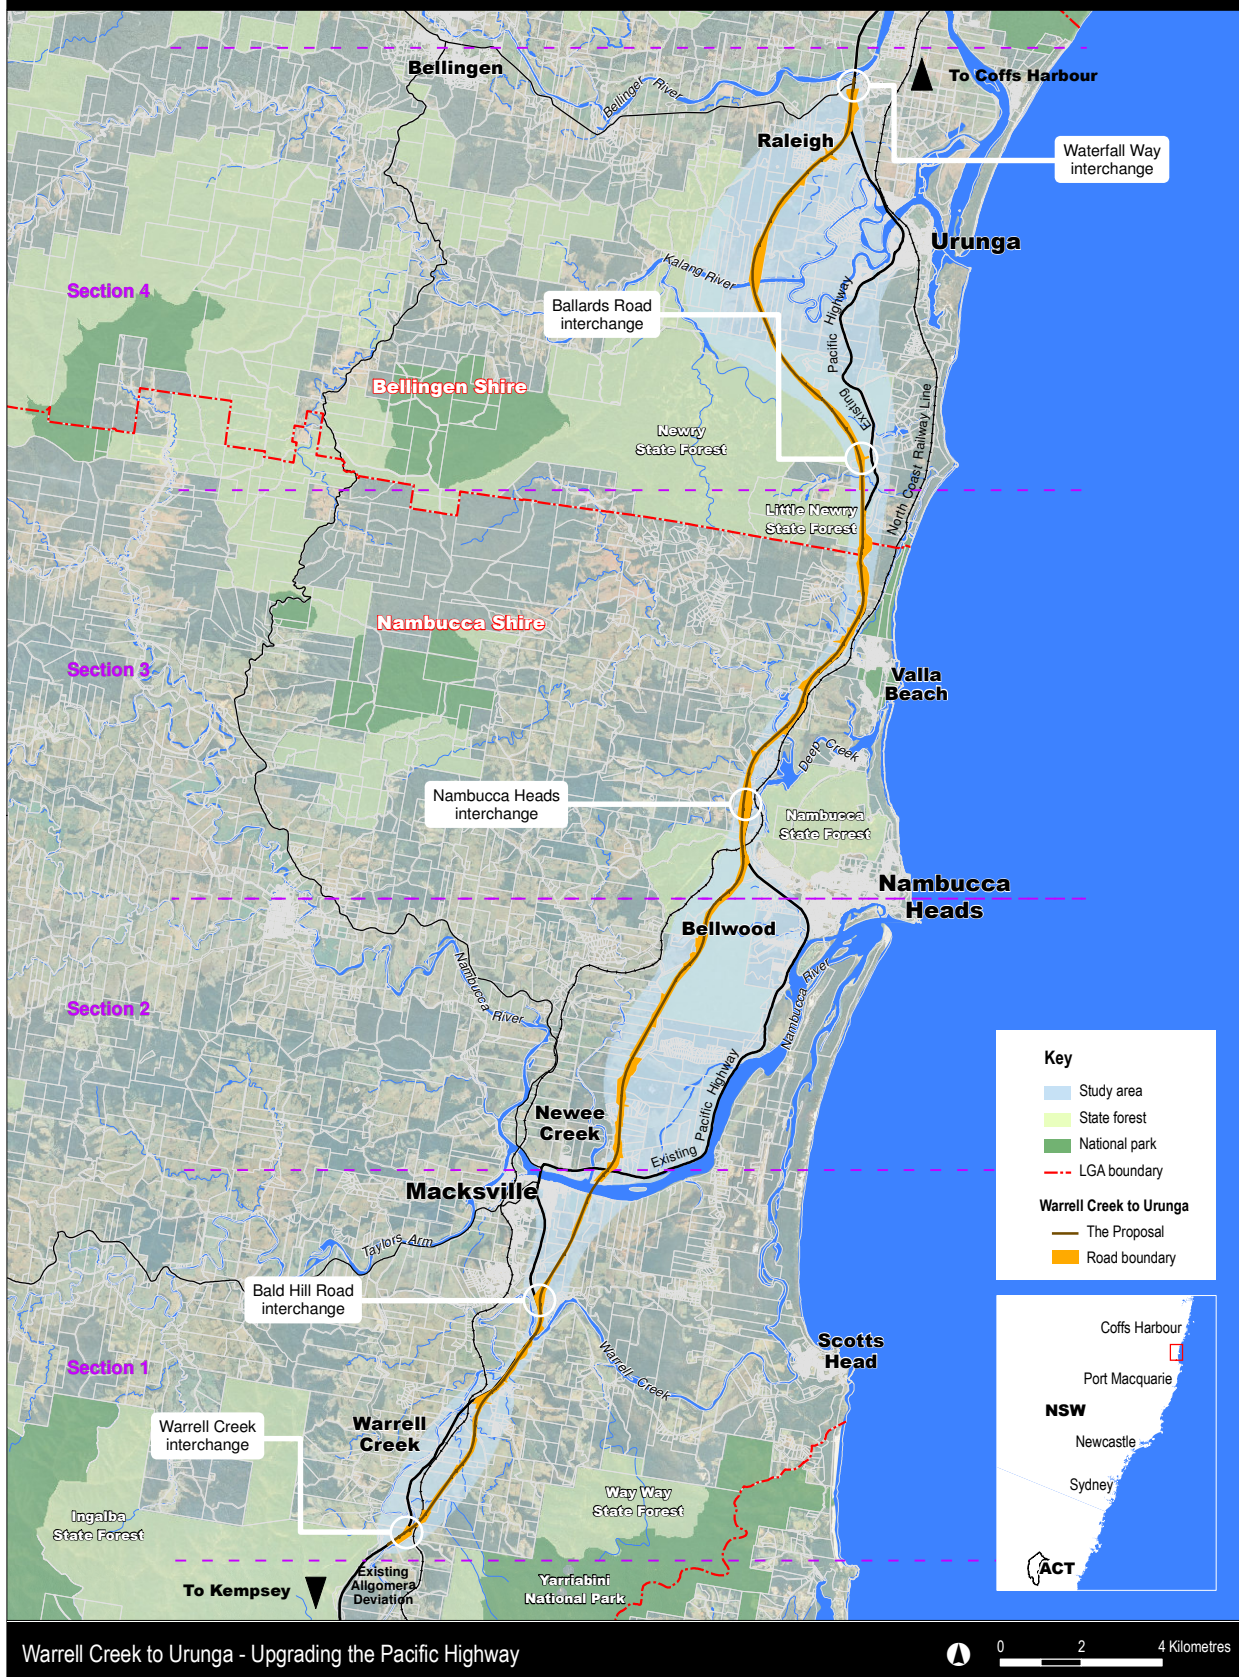 Bellingen
Bellinger River
To Coffs Harbour
Raleigh
Waterfall Way
interchange
Urunga
Kalang River
Section 4
Ballards Road
interchange
Existing Pacific Highway
Bellingen Shire
Newry
State Forest
North Coast Railway Line
Little Newry
State Forest
Nambucca Shire
Section 3
Valla
Beach
Deep Creek
Nambucca Heads
interchange
Nambucca
State Forest
Nambucca
Heads
Bellwood
Nambucca River
Nambucca River
Section 2
Existing Pacific Highway
Newee
Creek
Macksville
Taylors Arm
Bald Hill Road
interchange
Warrell Creek
Scotts
Head
Section 1
Warrell
Creek
Warrell Creek
interchange
Way Way
State Forest
Ingalba
State Forest
Existing
Allgomera
Deviation
To Kempsey
Yarriabini
National Park
Key
Study area
State forest
National park
LGA boundary
Warrell Creek to Urunga
The Proposal
Road boundary
Coffs Harbour
Port Macquarie
NSW
Newcastle
Sydney
ACT
Warrell Creek to Urunga - Upgrading the Pacific Highway
0 2 4 Kilometres